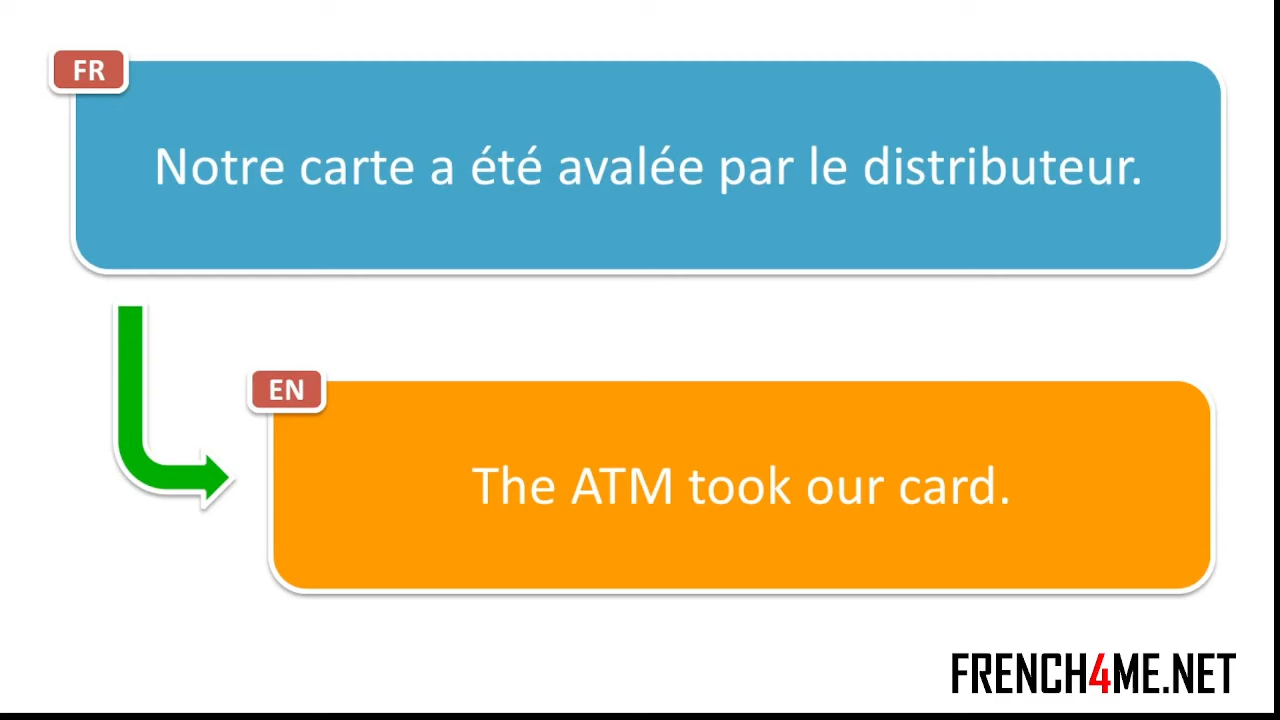 FR
Notre carte a été avalée par le distributeur.
EN
The ATM took our card.
FRENCH4ME.NET